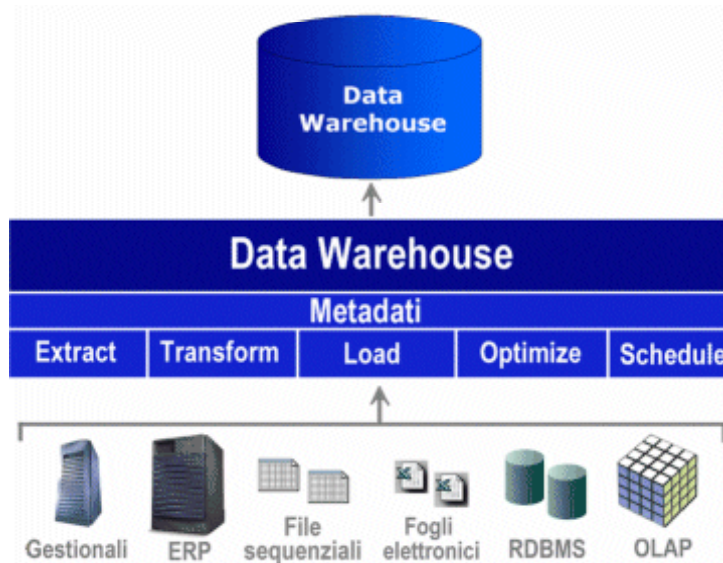 Data
Warehouse
Data Warehouse
Metadati
Extract Transform Load Optimize Schedule
Gestionali ERP File sequenziali Fogli elettronici RDBMS OLAP